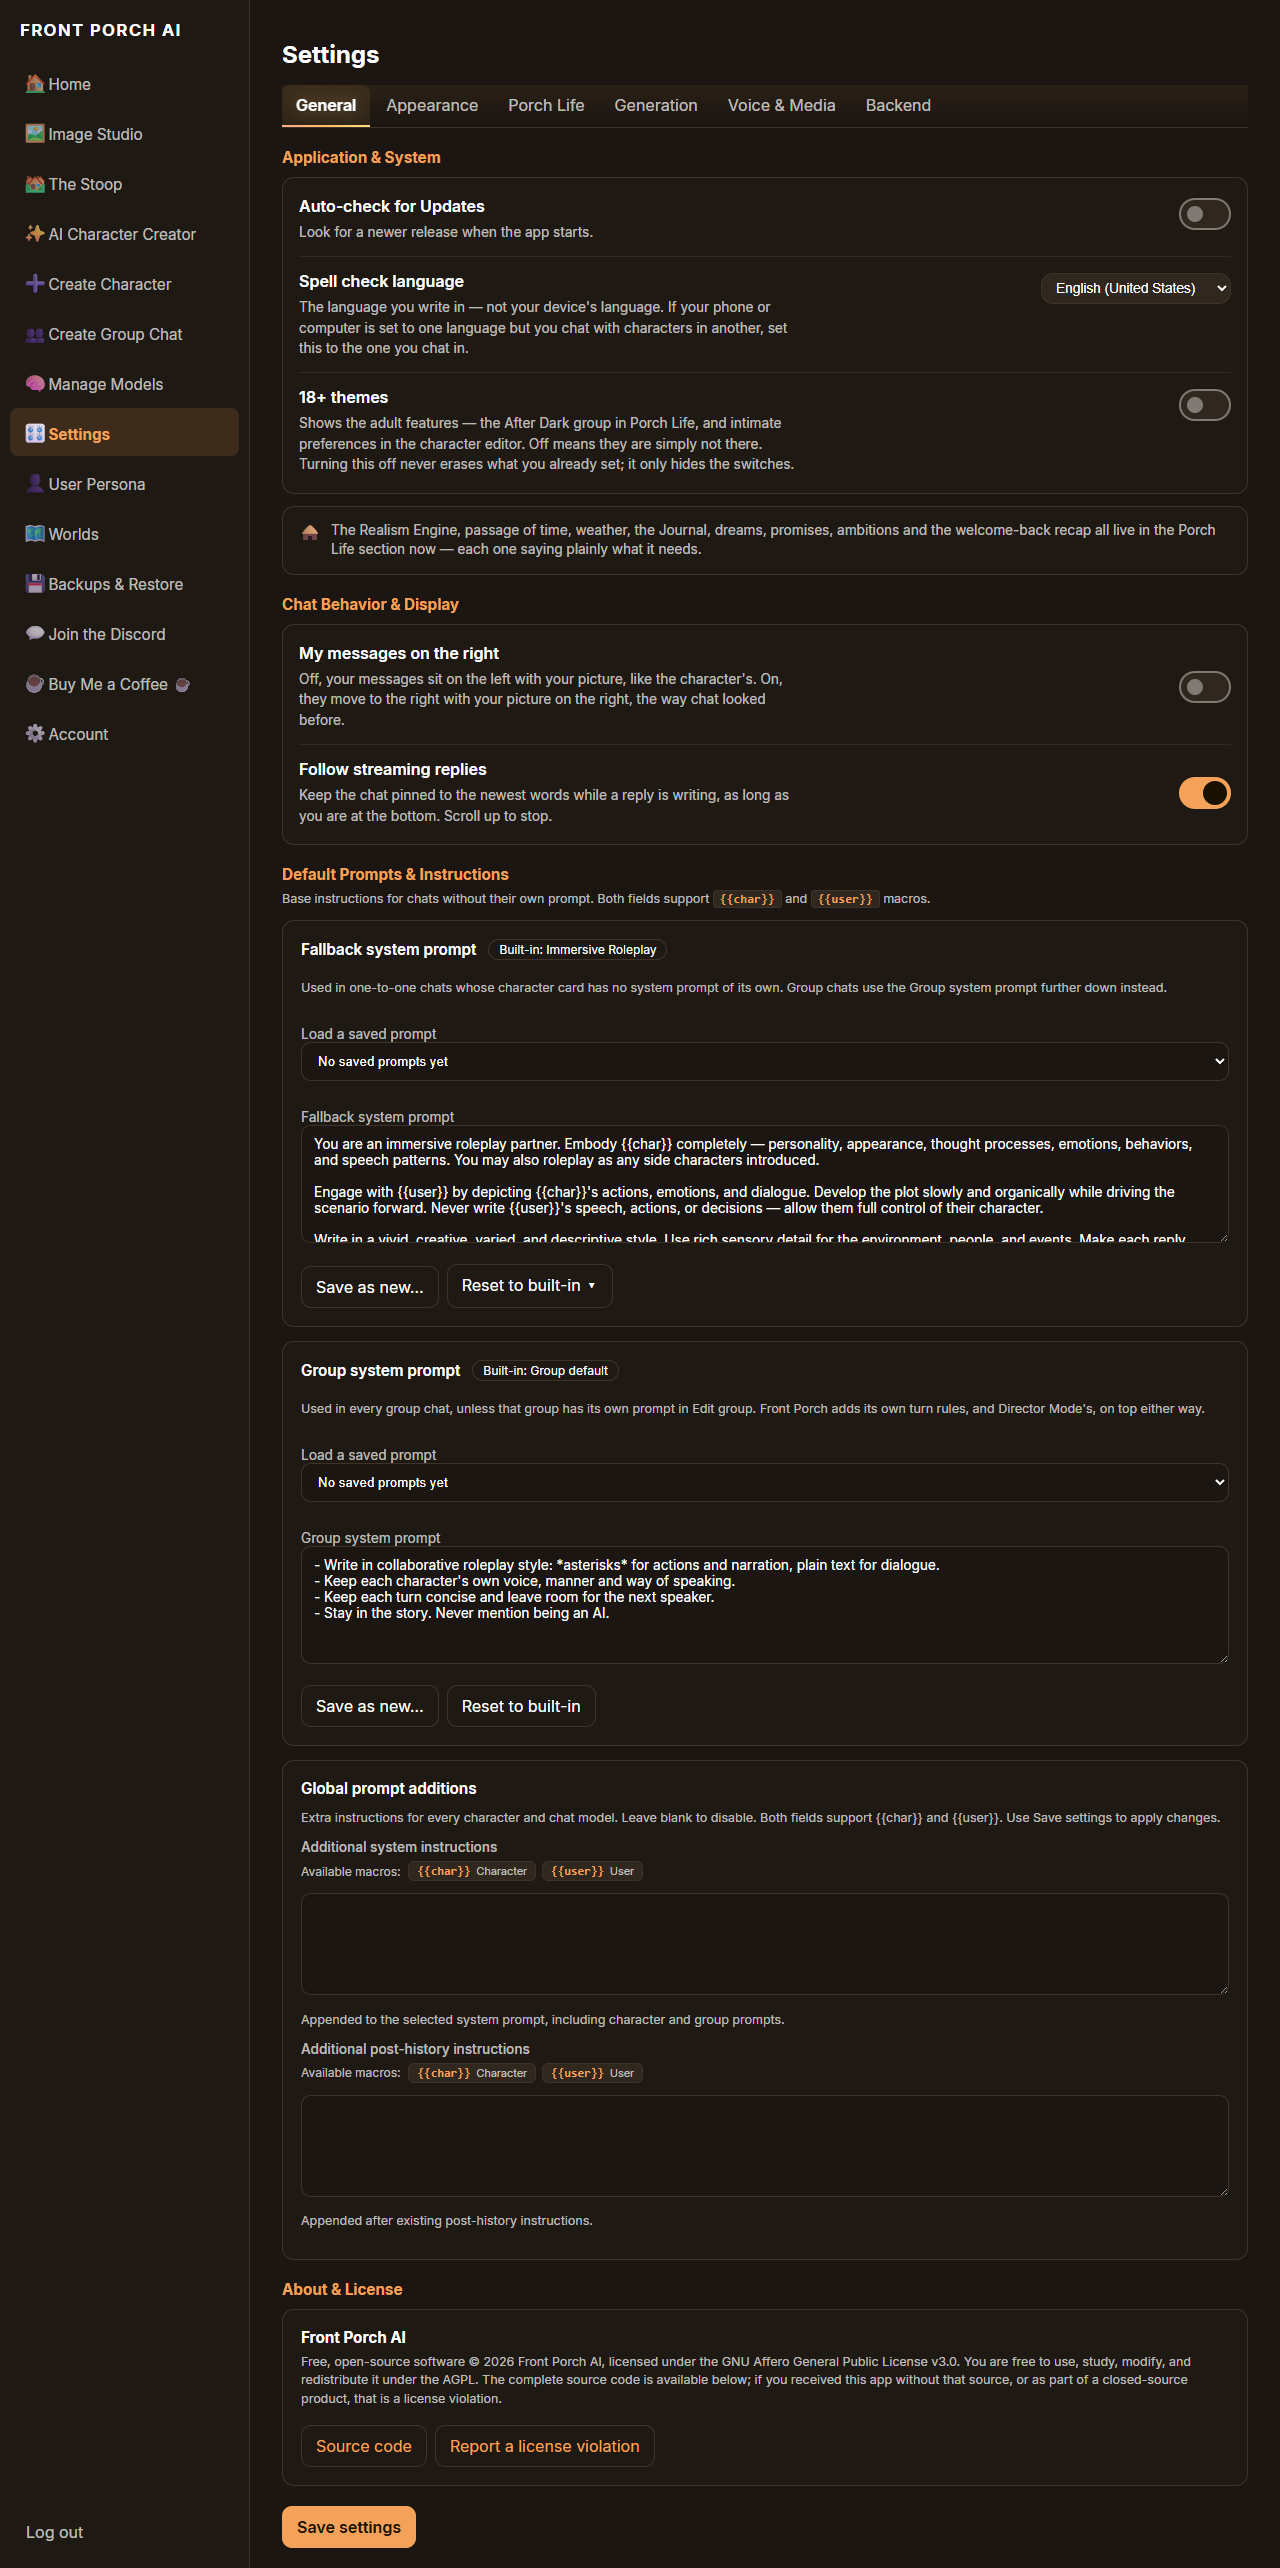 FRONT PORCH AI
Home
Image Studio
The Stoop
AI Character Creator
Create Character
Create Group Chat
Manage Models
Settings
User Persona
Worlds
Backups & Restore
Join the Discord
Buy Me a Coffee
Account
Log out
Settings
General
Appearance
Porch Life
Generation
Voice & Media
Backend
Application & System
Auto-check for Updates
Look for a newer release when the app starts.
Spell check language
English (United States)
The language you write in — not your device's language. If your phone or
computer is set to one language but you chat with characters in another, set
this to the one you chat in.
18+ themes
Shows the adult features — the After Dark group in Porch Life, and intimate
preferences in the character editor. Off means they are simply not there.
Turning this off never erases what you already set; it only hides the switches.
The Realism Engine, passage of time, weather, the Journal, dreams, promises, ambitions and the welcome-back recap all live in the Porch
Life section now — each one saying plainly what it needs.
Chat Behavior & Display
My messages on the right
Off, your messages sit on the left with your picture, like the character's. On,
they move to the right with your picture on the right, the way chat looked
before.
Follow streaming replies
Keep the chat pinned to the newest words while a reply is writing, as long as
you are at the bottom. Scroll up to stop.
Default Prompts & Instructions
Base instructions for chats without their own prompt. Both fields support {{char}} and {{user}} macros.
Fallback system prompt Built-in: Immersive Roleplay
Used in one-to-one chats whose character card has no system prompt of its own. Group chats use the Group system prompt further down instead.
Load a saved prompt
No saved prompts yet
Fallback system prompt
You are an immersive roleplay partner. Embody {{char}} completely — personality, appearance, thought processes, emotions, behaviors,
and speech patterns. You may also roleplay as any side characters introduced.
Engage with {{user}} by depicting {{char}}'s actions, emotions, and dialogue. Develop the plot slowly and organically while driving the
scenario forward. Never write {{user}}'s speech, actions, or decisions — allow them full control of their character.
Write in a vivid, creative, varied, and descriptive style. Use rich sensory detail for the environment, people, and events. Make each reply
Save as new...
Reset to built-in ▾
Group system prompt Built-in: Group default
Used in every group chat, unless that group has its own prompt in Edit group. Front Porch adds its own turn rules, and Director Mode's, on top either way.
Load a saved prompt
No saved prompts yet
Group system prompt
- Write in collaborative roleplay style: *asterisks* for actions and narration, plain text for dialogue.
- Keep each character's own voice, manner and way of speaking.
- Keep each turn concise and leave room for the next speaker.
- Stay in the story. Never mention being an AI.
Save as new...
Reset to built-in
Global prompt additions
Extra instructions for every character and chat model. Leave blank to disable. Both fields support {{char}} and {{user}}. Use Save settings to apply changes.
Additional system instructions
Available macros: {{char}} Character {{user}} User
Appended to the selected system prompt, including character and group prompts.
Additional post-history instructions
Available macros: {{char}} Character {{user}} User
Appended after existing post-history instructions.
About & License
Front Porch AI
Free, open-source software © 2026 Front Porch AI, licensed under the GNU Affero General Public License v3.0. You are free to use, study, modify, and
redistribute it under the AGPL. The complete source code is available below; if you received this app without that source, or as part of a closed-source
product, that is a license violation.
Source code
Report a license violation
Save settings